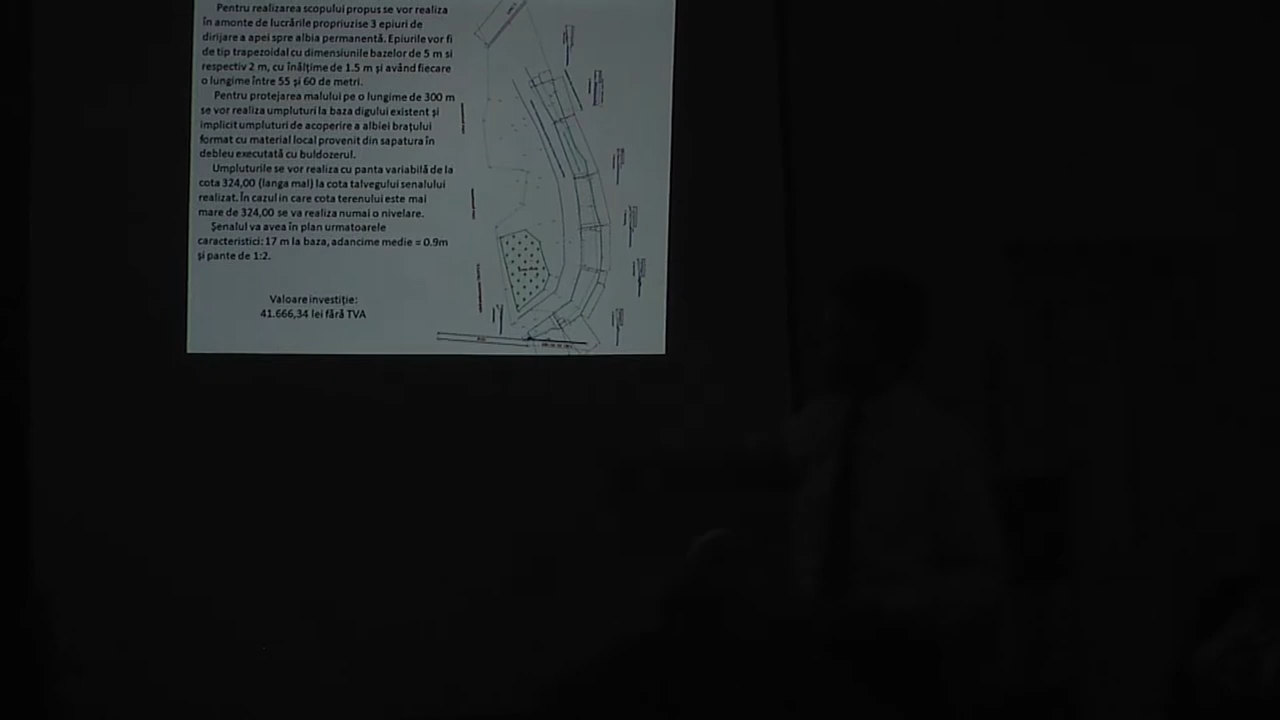 Pentru realizarea scopului propus se vor realiza
în amonte de lucrările propriuzise 3 epiuri de
dirijare a apei spre albia permanentă. Epiurile vor fi
de tip trapezoidal cu dimensiunile bazelor de 5 m si
respectiv 2 m, cu înălțime de 1.5 m și având fiecare
o lungime între 55 și 60 de metri.
Pentru protejarea malului pe o lungime de 300 m
se vor realiza umpluturi la baza digului existent și
implicit umpluturi de acoperire a albiei brațului
format cu material local provenit din sapatura în
debleu executată cu buldozerul.
Umpluturile se vor realiza cu panta variabilă de la
cota 324,00 (langa mal) la cota talvegului senalului
realizat. În cazul in care cota terenului este mai
mare de 324,00 se va realiza numai o nivelare.
Șenalul va avea în plan urmatoarele
caracteristici: 17 m la baza, adancime medie = 0.9m
și pante de 1:2.
Valoare investiție:
41.666,34 lei fără TVA